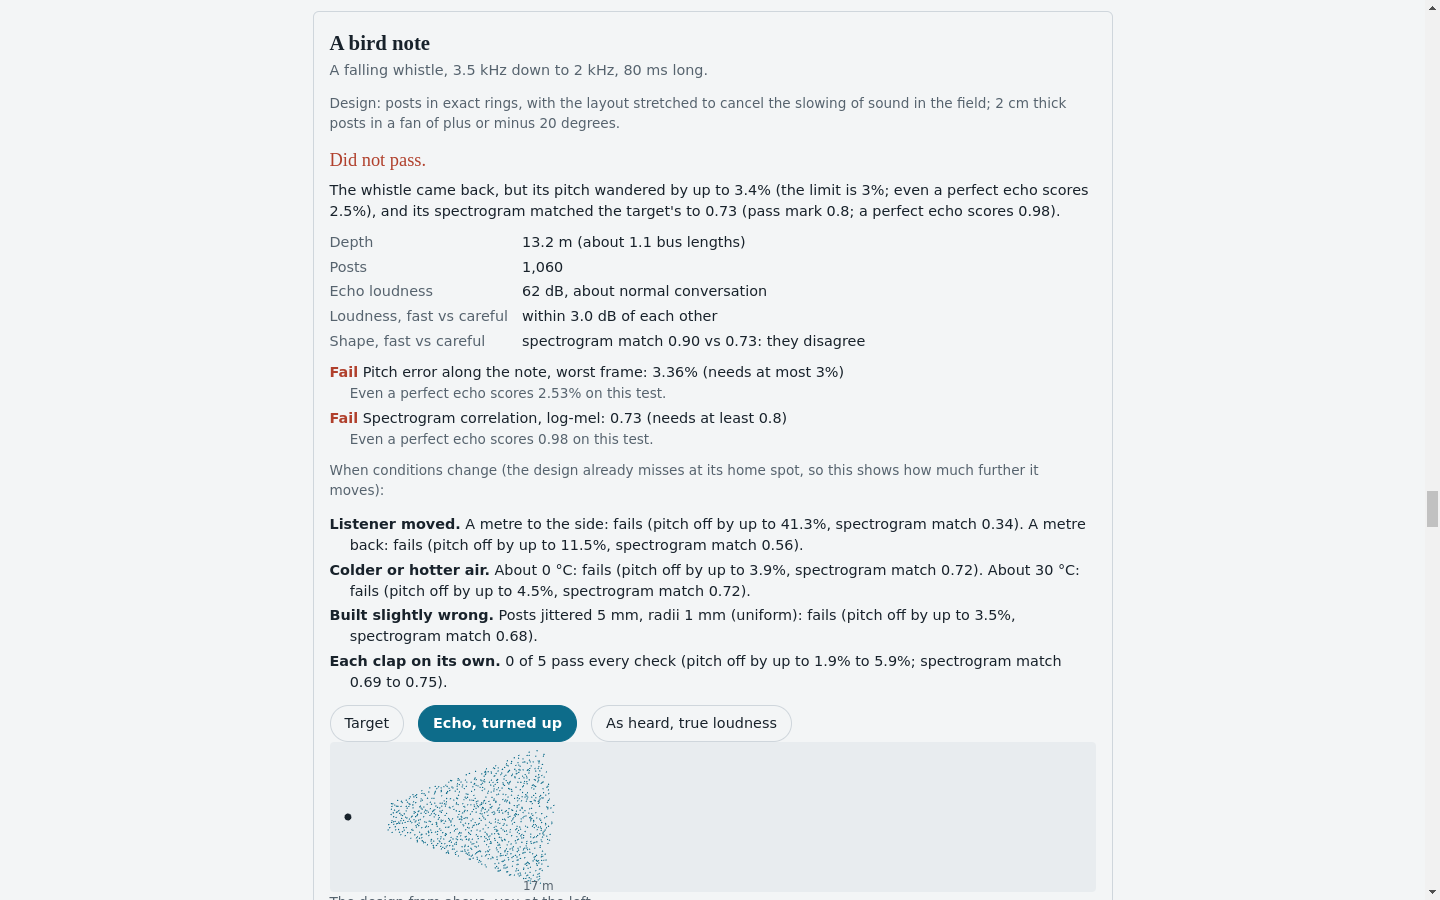 A bird note
A falling whistle, 3.5 kHz down to 2 kHz, 80 ms long.
Design: posts in exact rings, with the layout stretched to cancel the slowing of sound in the field; 2 cm thick
posts in a fan of plus or minus 20 degrees.
Did not pass.
The whistle came back, but its pitch wandered by up to 3.4% (the limit is 3%; even a perfect echo scores
2.5%), and its spectrogram matched the target's to 0.73 (pass mark 0.8; a perfect echo scores 0.98).
Depth 13.2 m (about 1.1 bus lengths)
Posts 1,060
Echo loudness 62 dB, about normal conversation
Loudness, fast vs careful within 3.0 dB of each other
Shape, fast vs careful spectrogram match 0.90 vs 0.73: they disagree
Fail Pitch error along the note, worst frame: 3.36% (needs at most 3%)
Even a perfect echo scores 2.53% on this test.
Fail Spectrogram correlation, log-mel: 0.73 (needs at least 0.8)
Even a perfect echo scores 0.98 on this test.
When conditions change (the design already misses at its home spot, so this shows how much further it
moves):
Listener moved. A metre to the side: fails (pitch off by up to 41.3%, spectrogram match 0.34). A metre
back: fails (pitch off by up to 11.5%, spectrogram match 0.56).
Colder or hotter air. About 0 °C: fails (pitch off by up to 3.9%, spectrogram match 0.72). About 30 °C:
fails (pitch off by up to 4.5%, spectrogram match 0.72).
Built slightly wrong. Posts jittered 5 mm, radii 1 mm (uniform): fails (pitch off by up to 3.5%,
spectrogram match 0.68).
Each clap on its own. 0 of 5 pass every check (pitch off by up to 1.9% to 5.9%; spectrogram match
0.69 to 0.75).
Target Echo, turned up As heard, true loudness
17 m
The design from above, you at the left.